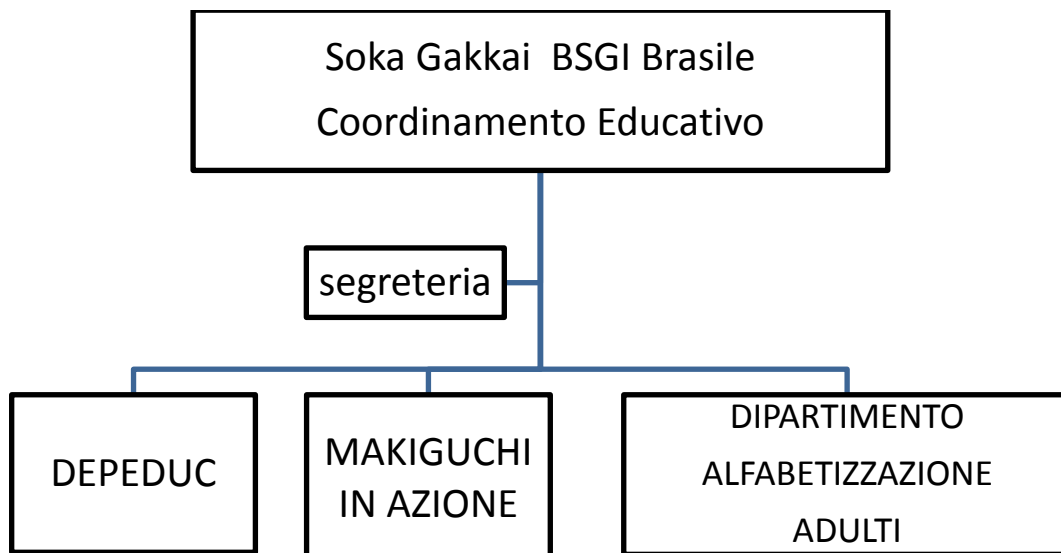 Soka Gakkai BSGI Brasile
Coordinamento Educativo
segreteria
DEPEDUC
MAKIGUCHI
IN AZIONE
DIPARTIMENTO
ALFABETIZZAZIONE
ADULTI